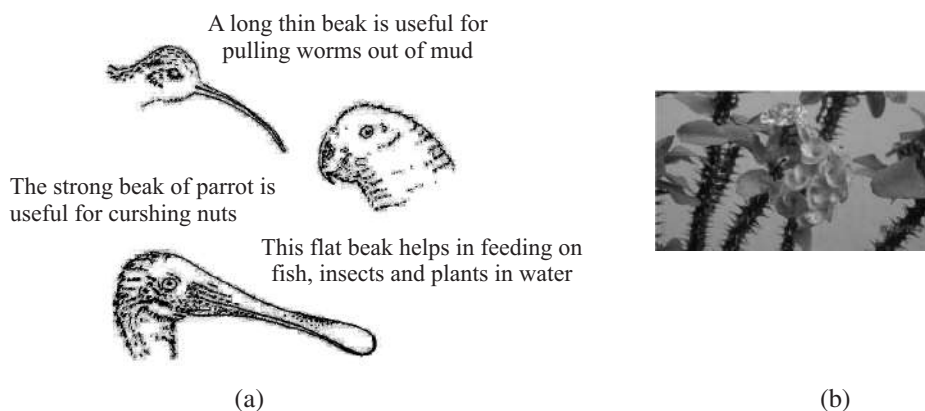 A long thin beak is useful for
pulling worms out of mud
The strong beak of parrot is
useful for curshing nuts
This flat beak helps in feeding on
fish, insects and plants in water
(a)
(b)